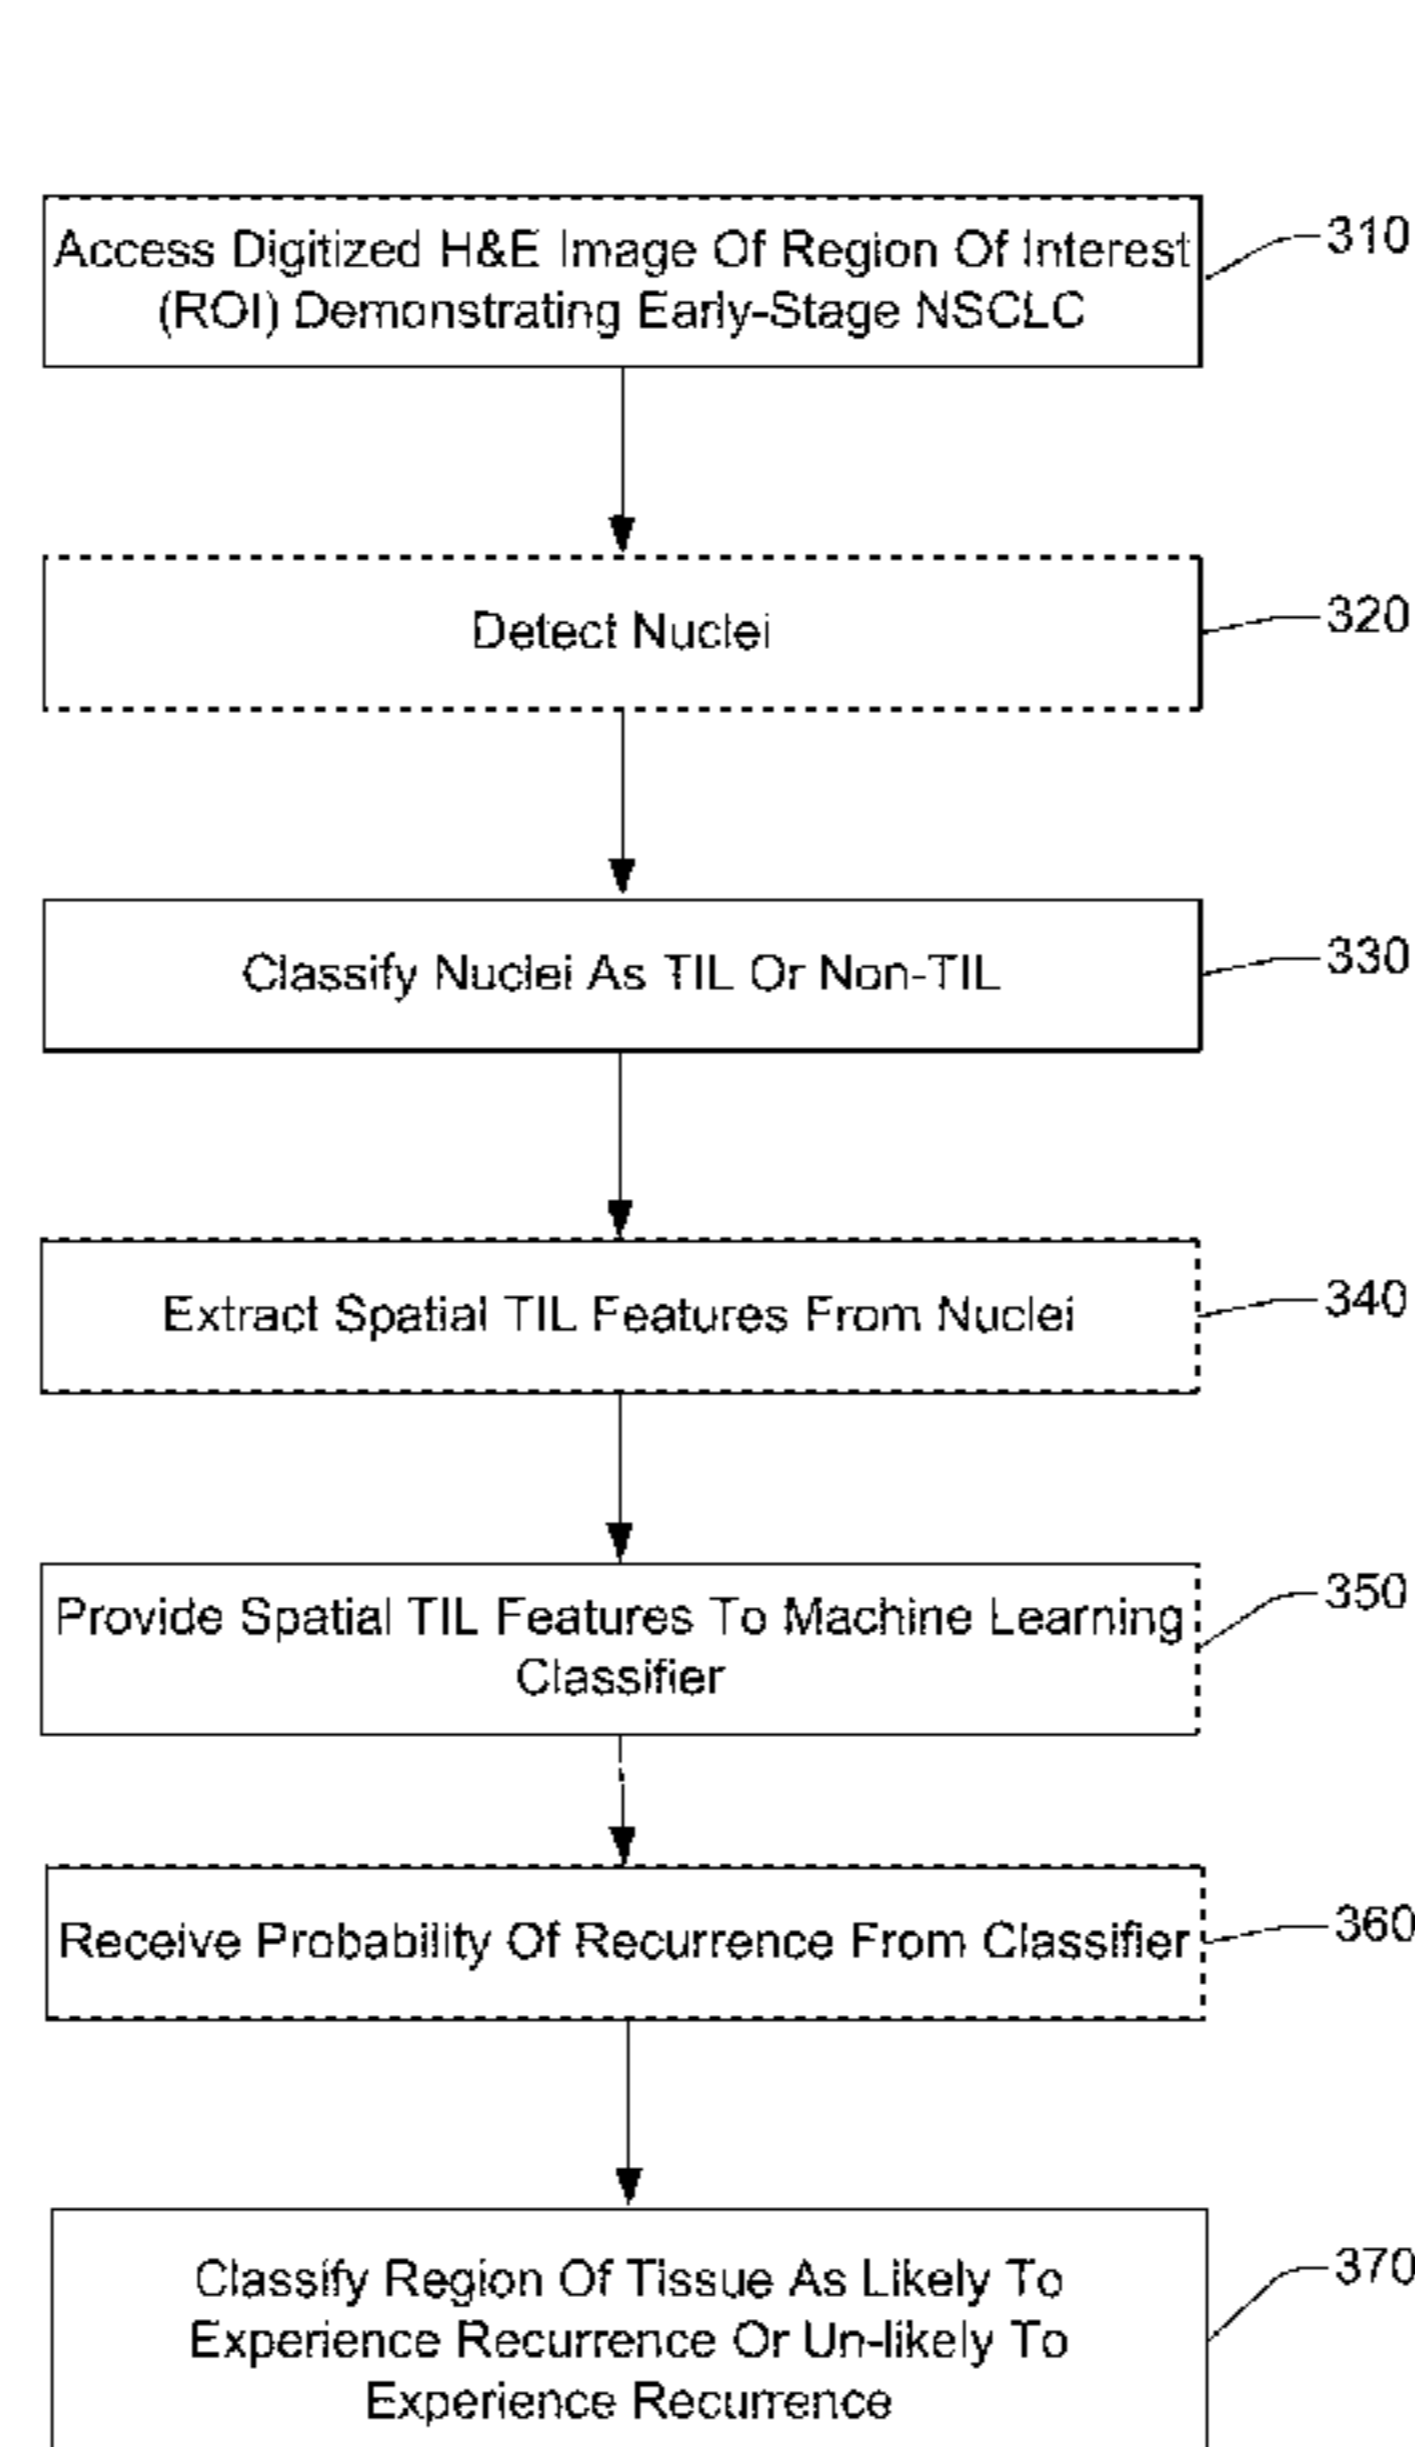 Access Digitized H&E Image Of Region Of Interest
(ROI) Demonstrating Early-Stage NSCLC
310
Detect Nuclei
320
Classify Nuclei As TIL Or Non-TIL
330
Extract Spatial TIL Features From Nuclei
340
Provide Spatial TIL Features To Machine Learning
Classifier
350
Receive Probability Of Recurrence From Classifier
360
Classify Region Of Tissue As Likely To
Experience Recurrence Or Un-likely To
Experience Recurrence
370